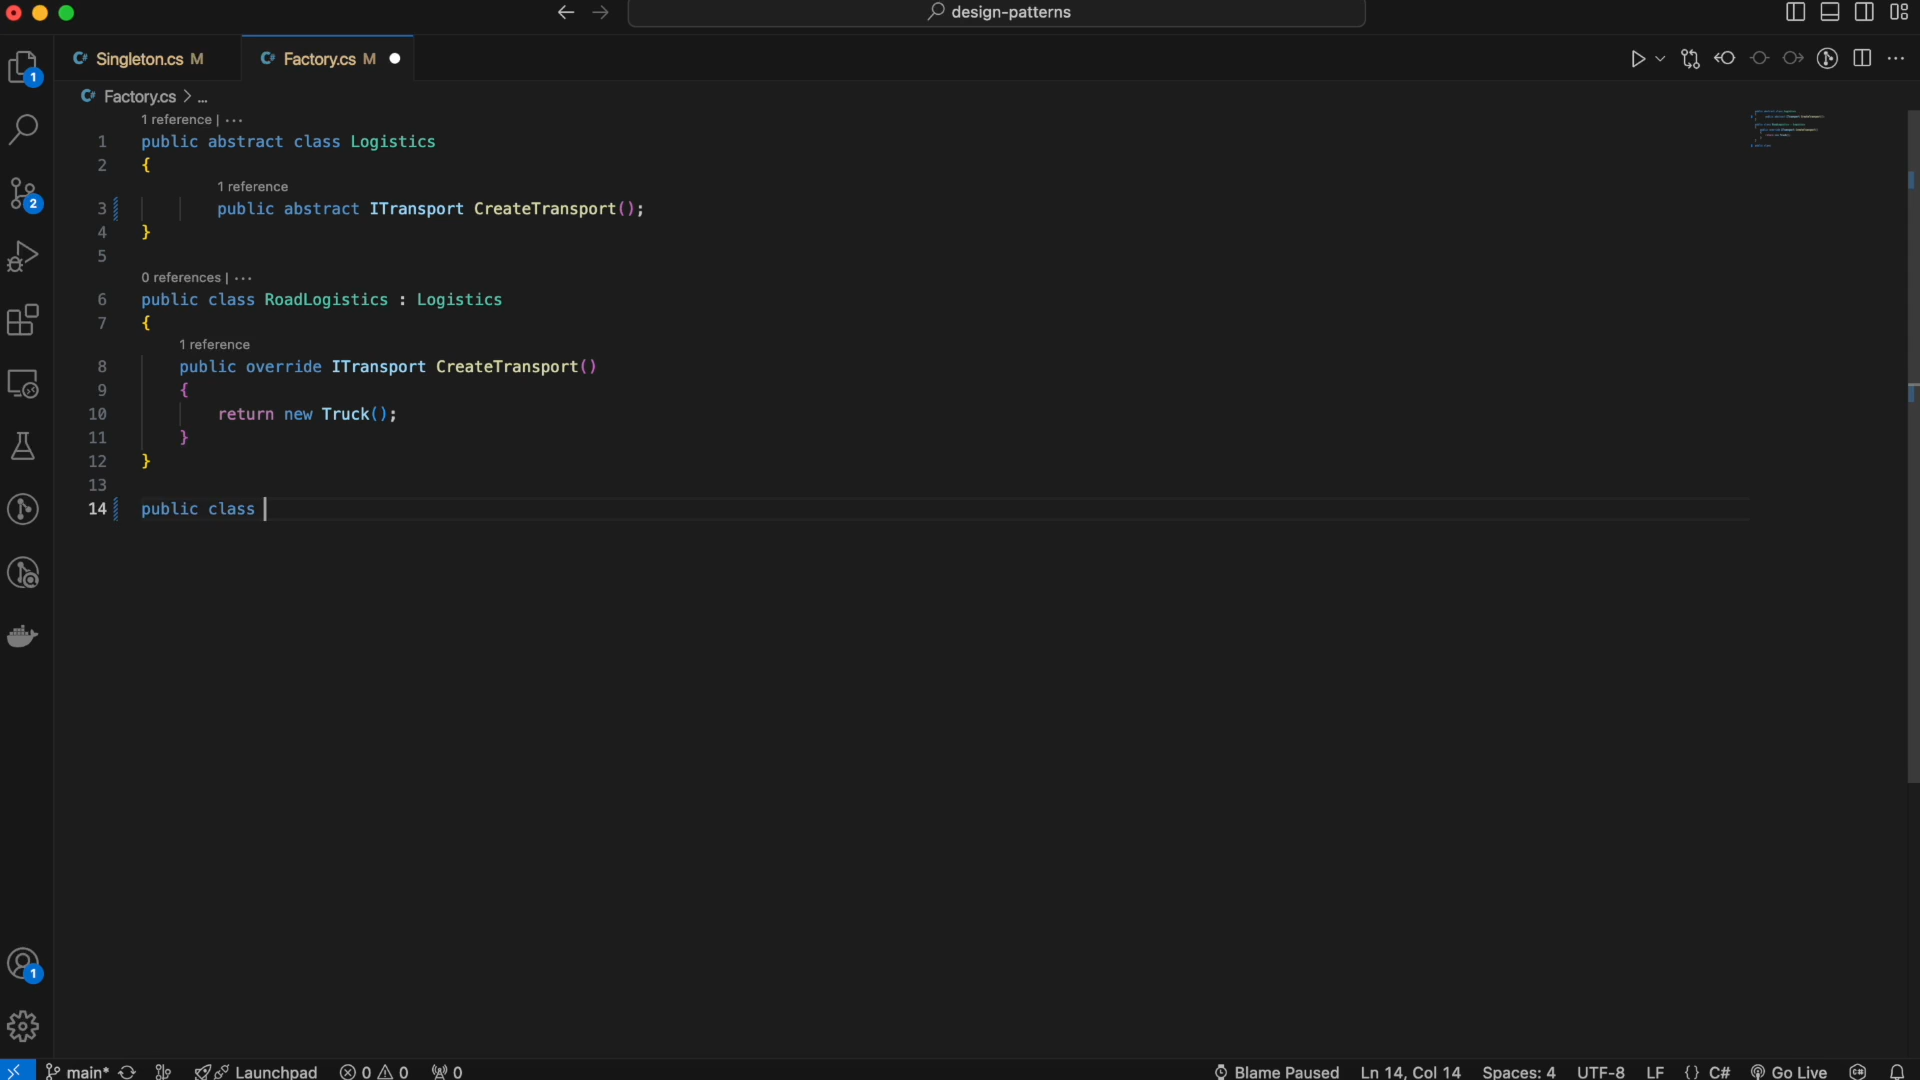 design-patterns
Singleton.cs M
Factory.cs M
Factory.cs > ...
1 reference | ...
1 public abstract class Logistics
2 {
1 reference
3 public abstract ITransport CreateTransport();
4 }
5
0 references | ...
6 public class RoadLogistics : Logistics
7 {
1 reference
8 public override ITransport CreateTransport()
9 {
10 return new Truck();
11 }
12 }
13
14 public class
1
2
1
main* Launchpad 0 0 0 Blame Paused Ln 14, Col 14 Spaces: 4 UTF-8 LF {} C# Go Live